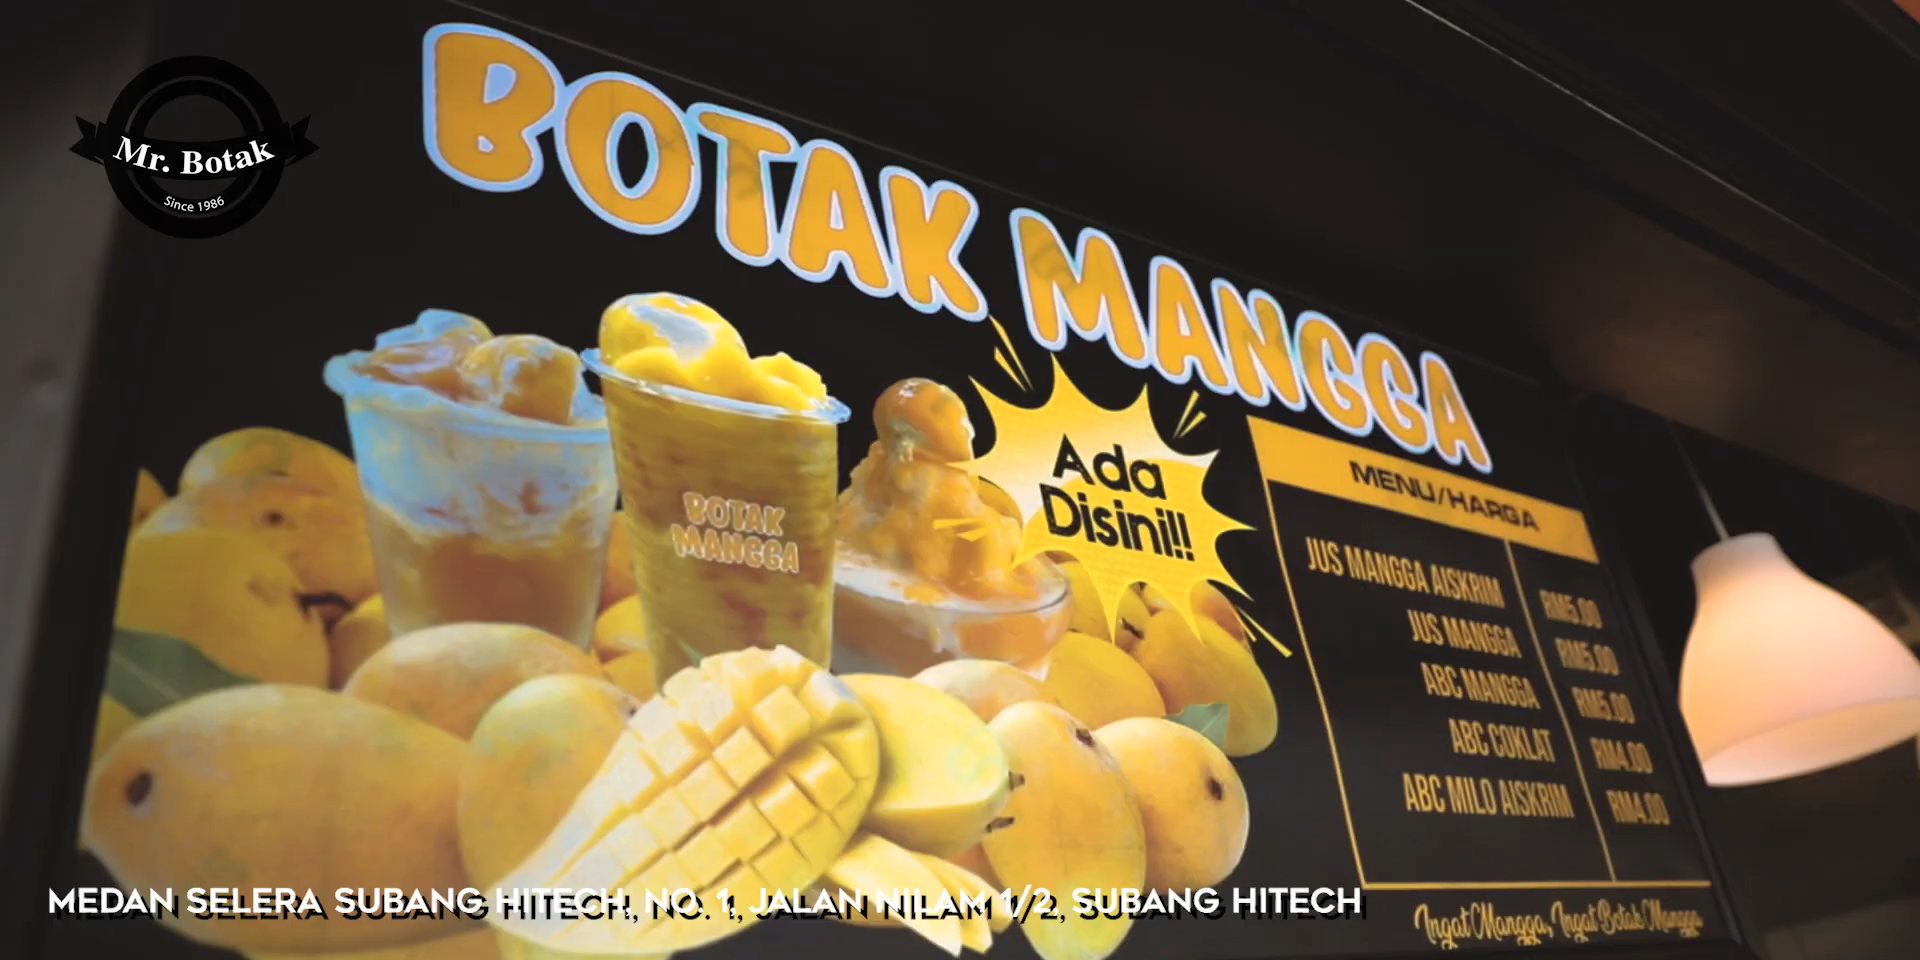 Mr. Botak
Since 1986
BOTAK MANGGA
BOTAK
MANGGA
Ada
Disini!!
MENU/HARGA
JUS MANGGA AISKRIM RM5.00
JUS MANGGA RM5.00
ABC MANGGA RM5.00
ABC COKLAT RM4.00
ABC MILO AISKRIM RM4.00
Ingat Mangga, Ingat Botak Mangga
MEDAN SELERA SUBANG HITECH, NO. 1, JALAN NILAM 1/2, SUBANG HITECH